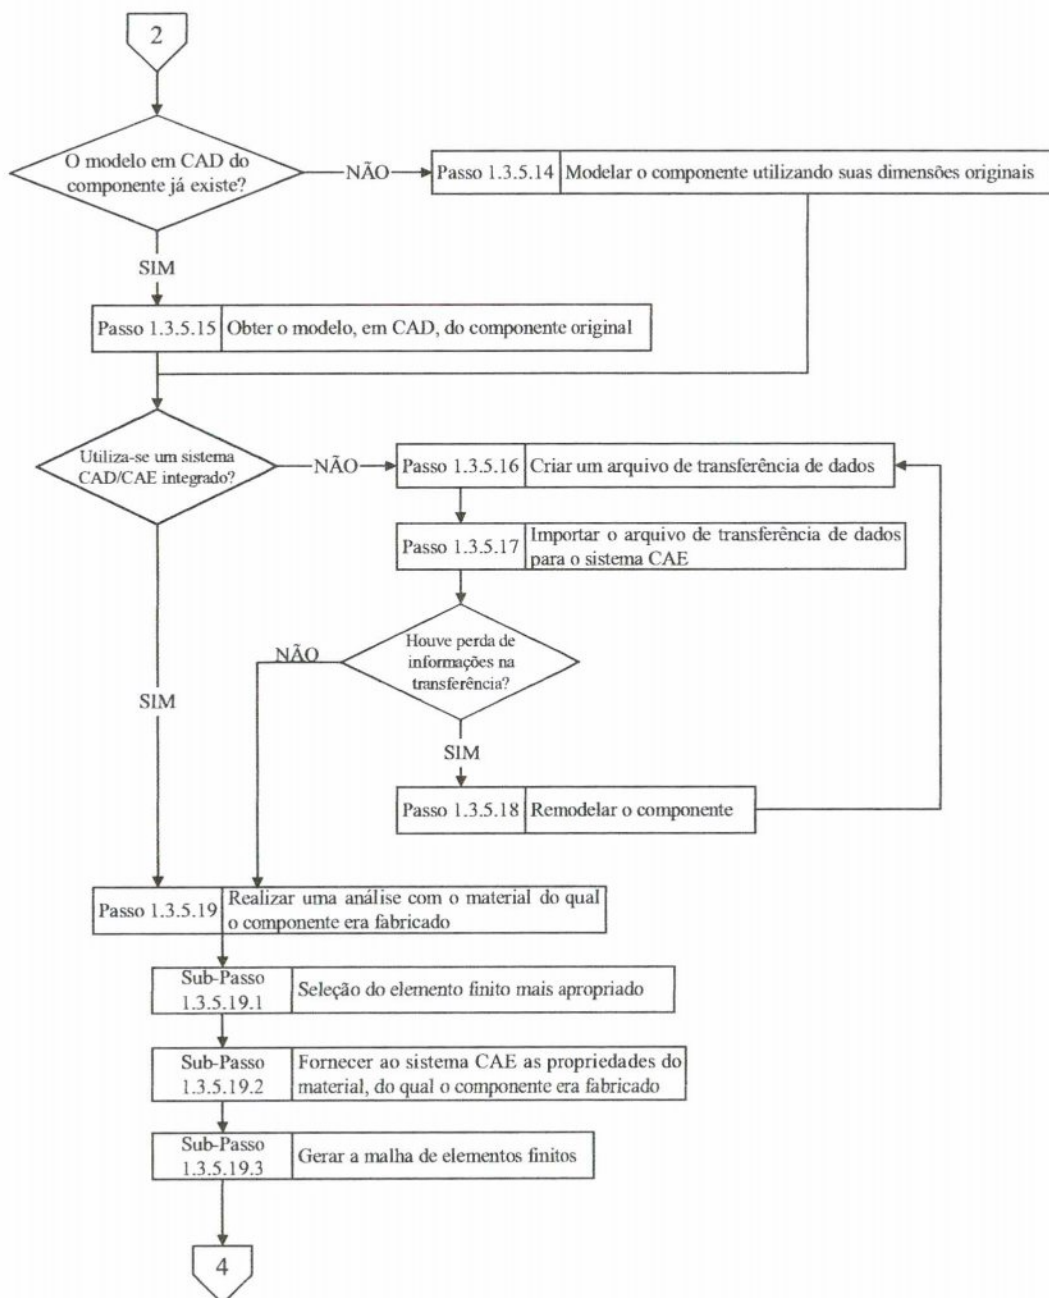 2
O modelo em CAD do
componente já existe?
NÃO
Passo 1.3.5.14
Modelar o componente utilizando suas dimensões originais
SIM
Passo 1.3.5.15
Obter o modelo, em CAD, do componente original
Utiliza-se um sistema
CAD/CAE integrado?
NÃO
Passo 1.3.5.16
Criar um arquivo de transferência de dados
Passo 1.3.5.17
Importar o arquivo de transferência de dados
para o sistema CAE
Houve perda de
informações na
transferência?
NÃO
SIM
SIM
Passo 1.3.5.18
Remodelar o componente
Passo 1.3.5.19
Realizar uma análise com o material do qual
o componente era fabricado
Sub-Passo
1.3.5.19.1
Seleção do elemento finito mais apropriado
Sub-Passo
1.3.5.19.2
Fornecer ao sistema CAE as propriedades do
material, do qual o componente era fabricado
Sub-Passo
1.3.5.19.3
Gerar a malha de elementos finitos
4